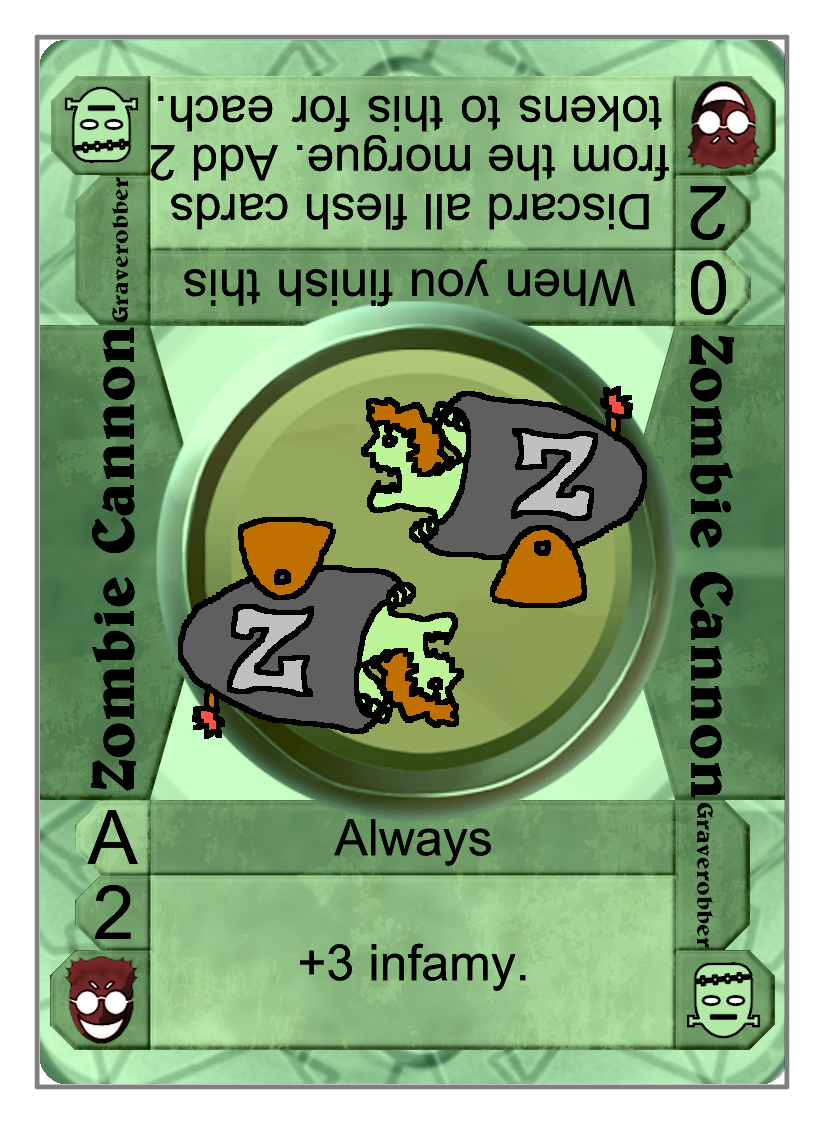 tokens to this for each.
from the morgue. Add 2
Discard all flesh cards
When you finish this
2
0
Graverobber
Zombie Cannon
Zombie Cannon
Z
Z
A
Always
Graverobber
2
+3 infamy.